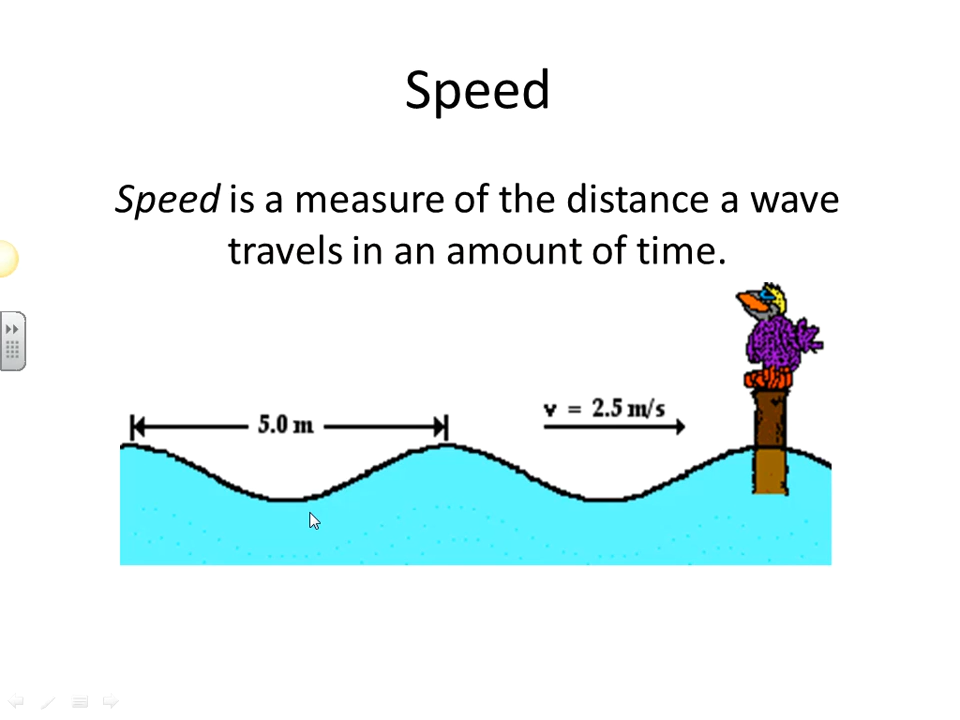 Speed
Speed is a measure of the distance a wave
travels in an amount of time.
5.0 m
v = 2.5 m/s